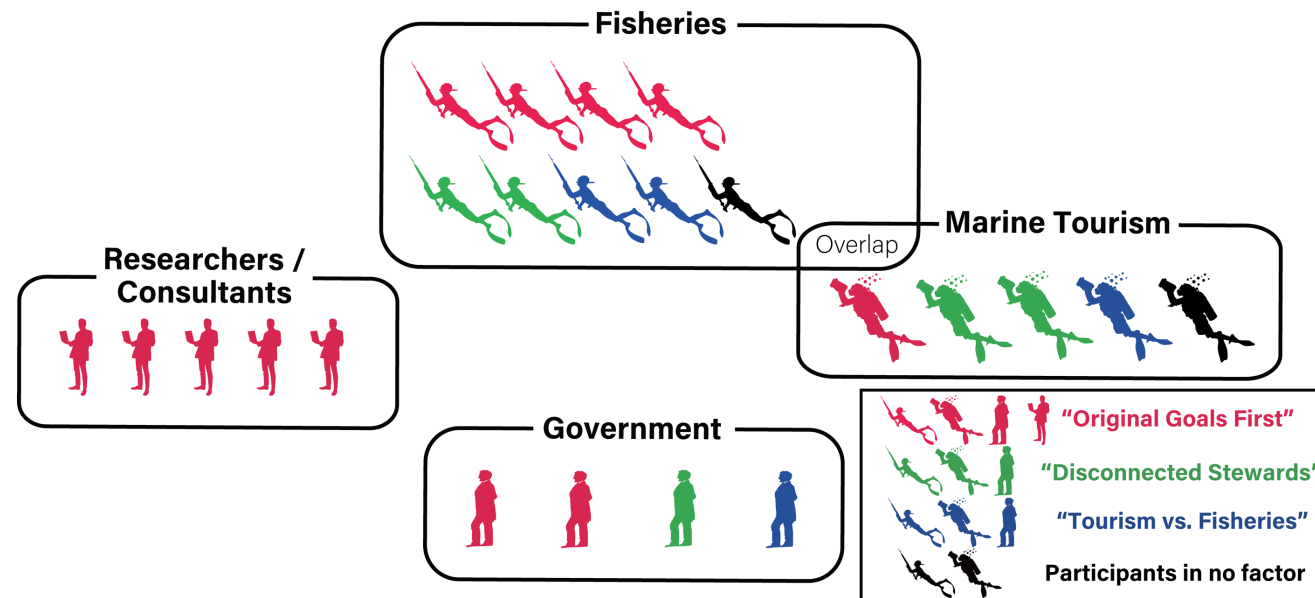 Fisheries
Marine Tourism
Overlap
Researchers /
Consultants
Government
“Original Goals First”
“Disconnected Stewards”
“Tourism vs. Fisheries”
Participants in no factor